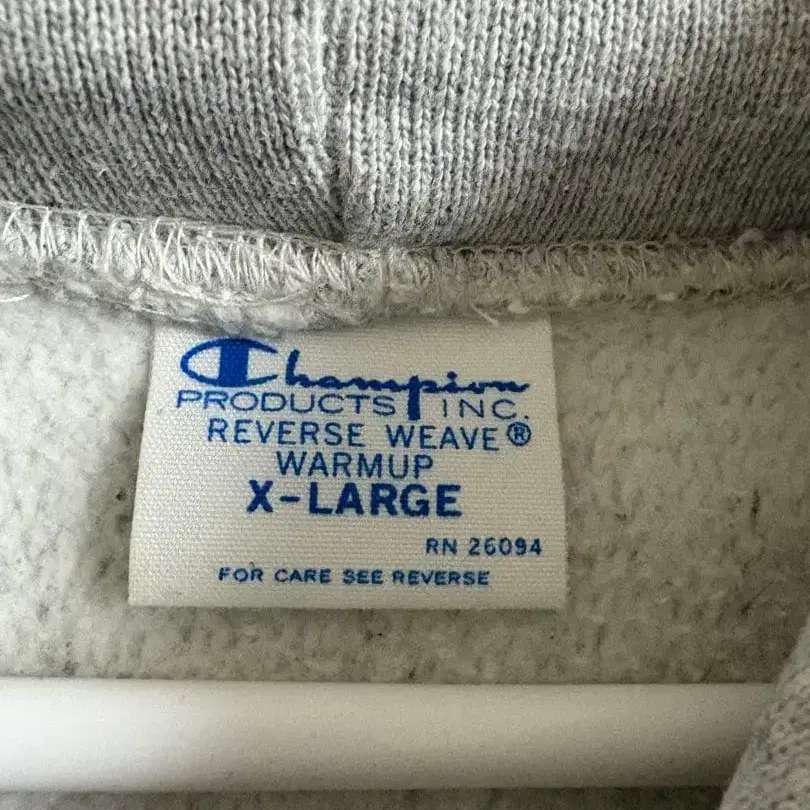 Champion
PRODUCTS INC.
REVERSE WEAVE®
WARMUP
X-LARGE
RN 26094
FOR CARE SEE REVERSE